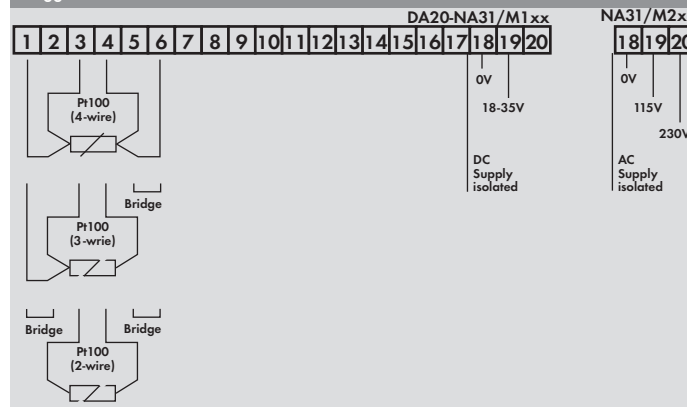 DA20-NA31/M1xx NA31/M2x
1 2 3 4 5 6 7 8 9 10 11 12 13 14 15 16 17 18 19 20 18 19 20
0V 0V
Pt100
(4-wire)
18-35V 115V
230V
DC
Supply
isolated
AC
Supply
isolated
Bridge
Pt100
(3-wrie)
Bridge Bridge
Pt100
(2-wire)